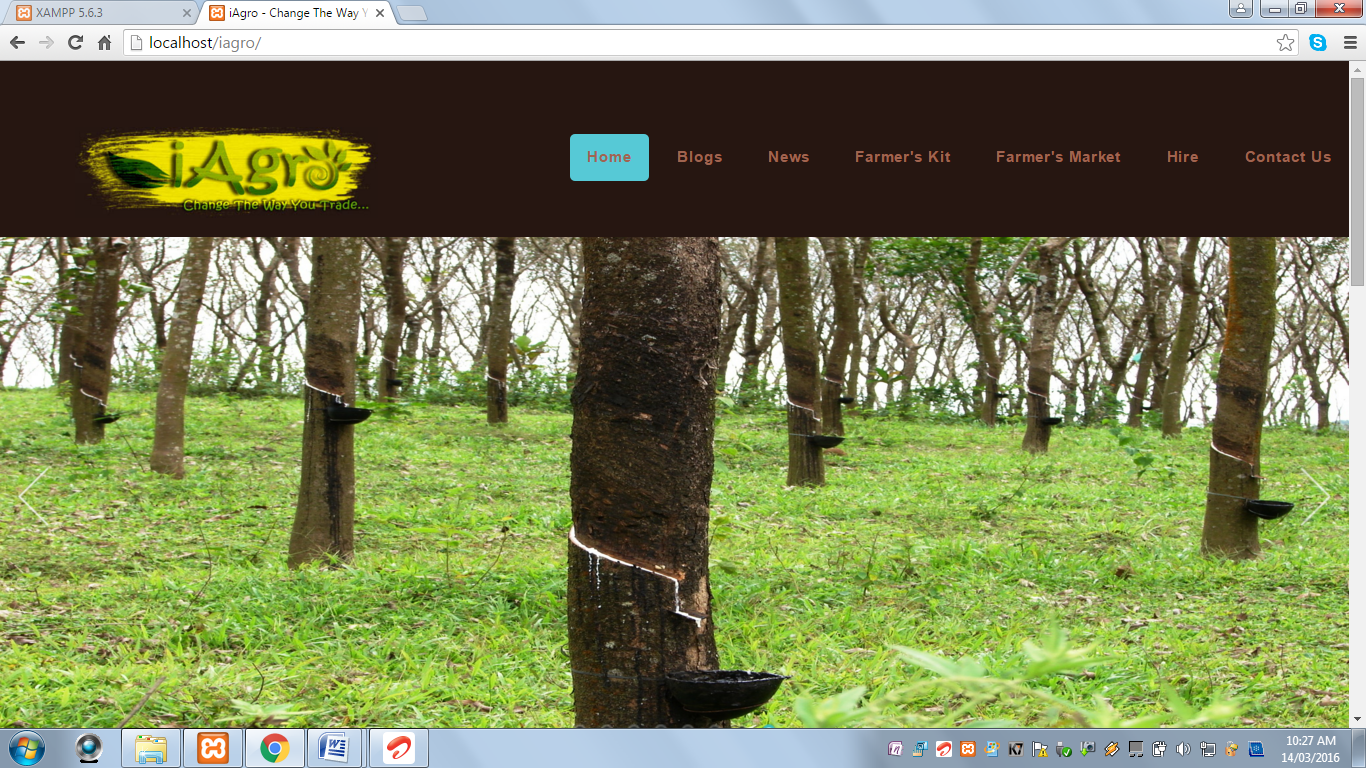 XAMPP 5.6.3
iAgro - Change The Way Y
localhost/iagro/
iAgro
Change The Way You Trade...
Home Blogs News Farmer's Kit Farmer's Market Hire Contact Us
K7
10:27 AM
14/03/2016